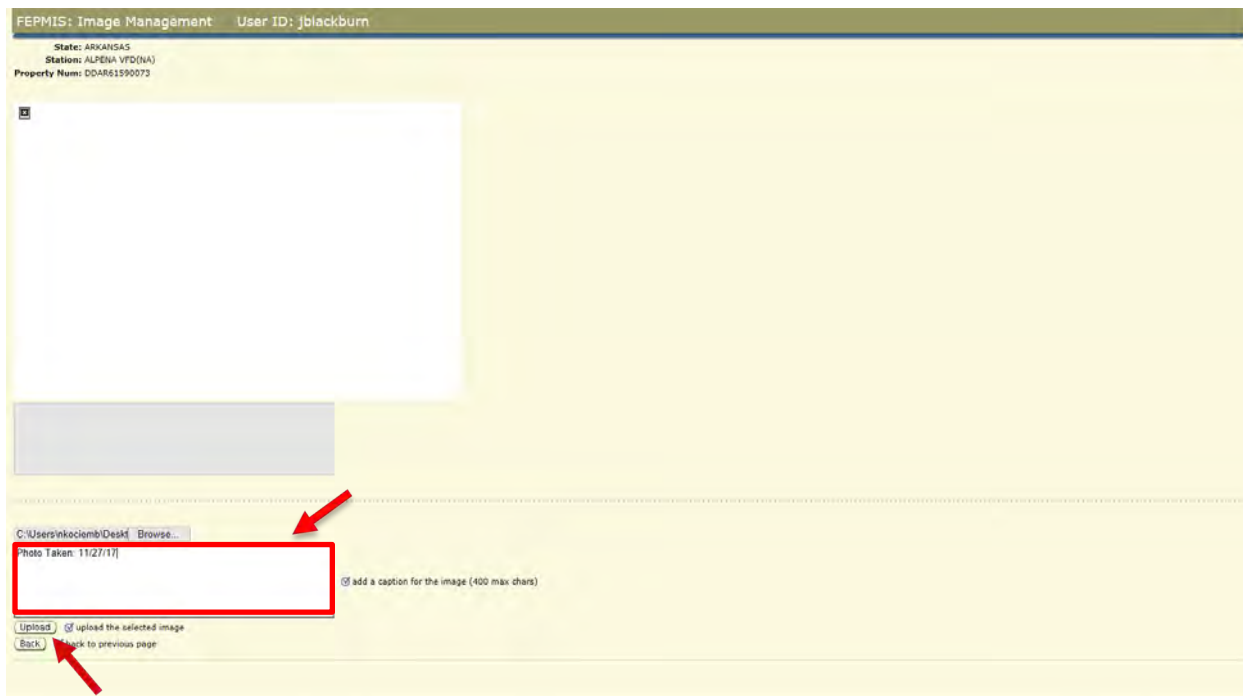 FEPMIS: Image Management User ID: jblackburn
State: ARKANSAS
Station: ALPENA VFD(NA)
Property Num: DDAR61590073
C:\Users\nkociemb\Deskt Browse...
Photo Taken: 11/27/17
add a caption for the image (400 max chars)
Upload upload the selected image
Back back to previous page